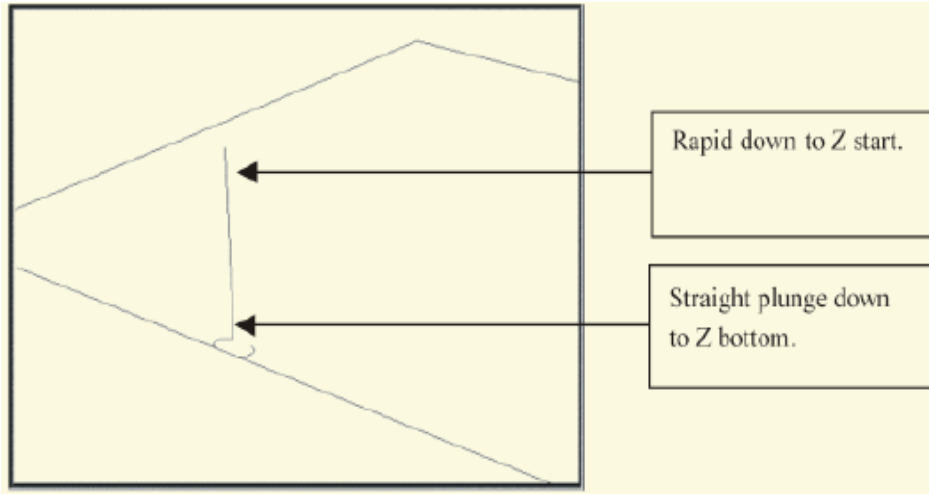 Rapid down to Z start.
Straight plunge down
to Z bottom.